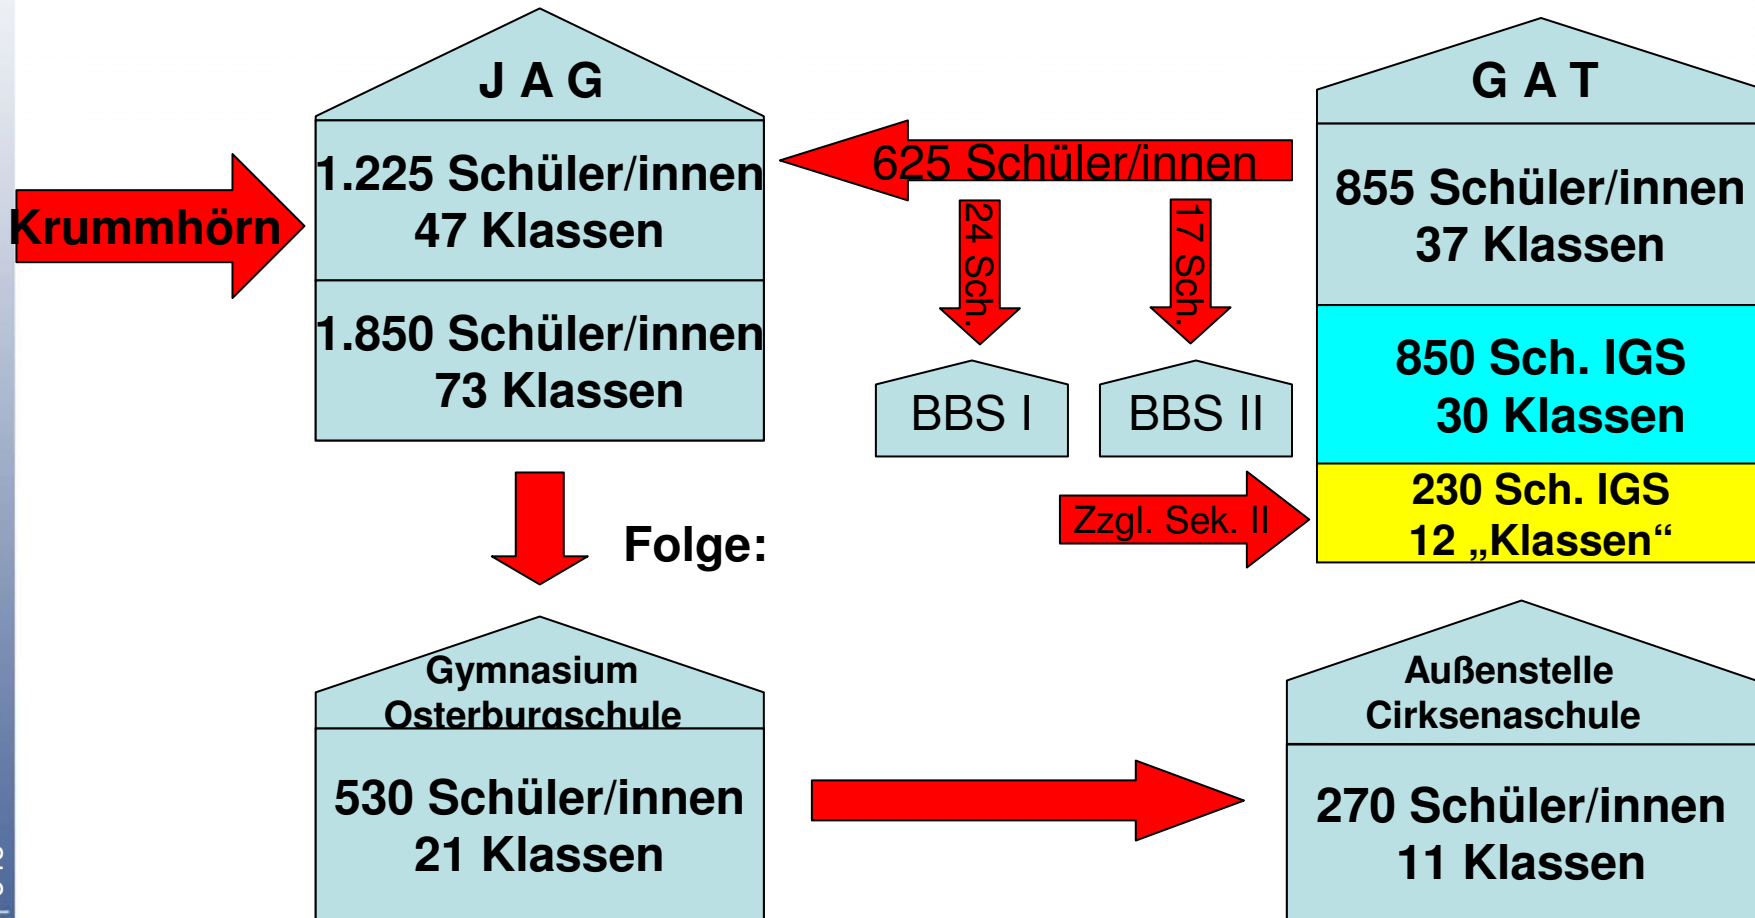 J A G
1.225 Schüler/innen
47 Klassen
1.850 Schüler/innen
73 Klassen
Krummhörn
625 Schüler/innen
24 Sch.
17 Sch.
BBS I
BBS II
G A T
855 Schüler/innen
37 Klassen
850 Sch. IGS
30 Klassen
230 Sch. IGS
12 „Klassen“
Zzgl. Sek. II
Folge:
Gymnasium
Osterburgschule
530 Schüler/innen
21 Klassen
Außenstelle
Cirksenaschule
270 Schüler/innen
11 Klassen